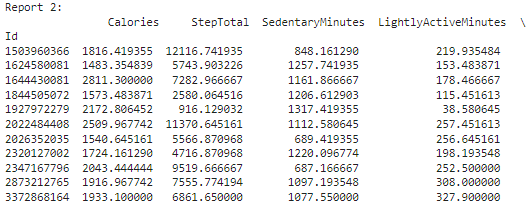 Report 2:
Calories StepTotal SedentaryMinutes LightlyActiveMinutes \
Id
1503960366 1816.419355 12116.741935 848.161290 219.935484
1624580081 1483.354839 5743.903226 1257.741935 153.483871
1644430081 2811.300000 7282.966667 1161.866667 178.466667
1844505072 1573.483871 2580.064516 1206.612903 115.451613
1927972279 2172.806452 916.129032 1317.419355 38.580645
2022484408 2509.967742 11370.645161 1112.580645 257.451613
2026352035 1540.645161 5566.870968 689.419355 256.645161
2320127002 1724.161290 4716.870968 1220.096774 198.193548
2347167796 2043.444444 9519.666667 687.166667 252.500000
2873212765 1916.967742 7555.774194 1097.193548 308.000000
3372868164 1933.100000 6861.650000 1077.550000 327.900000